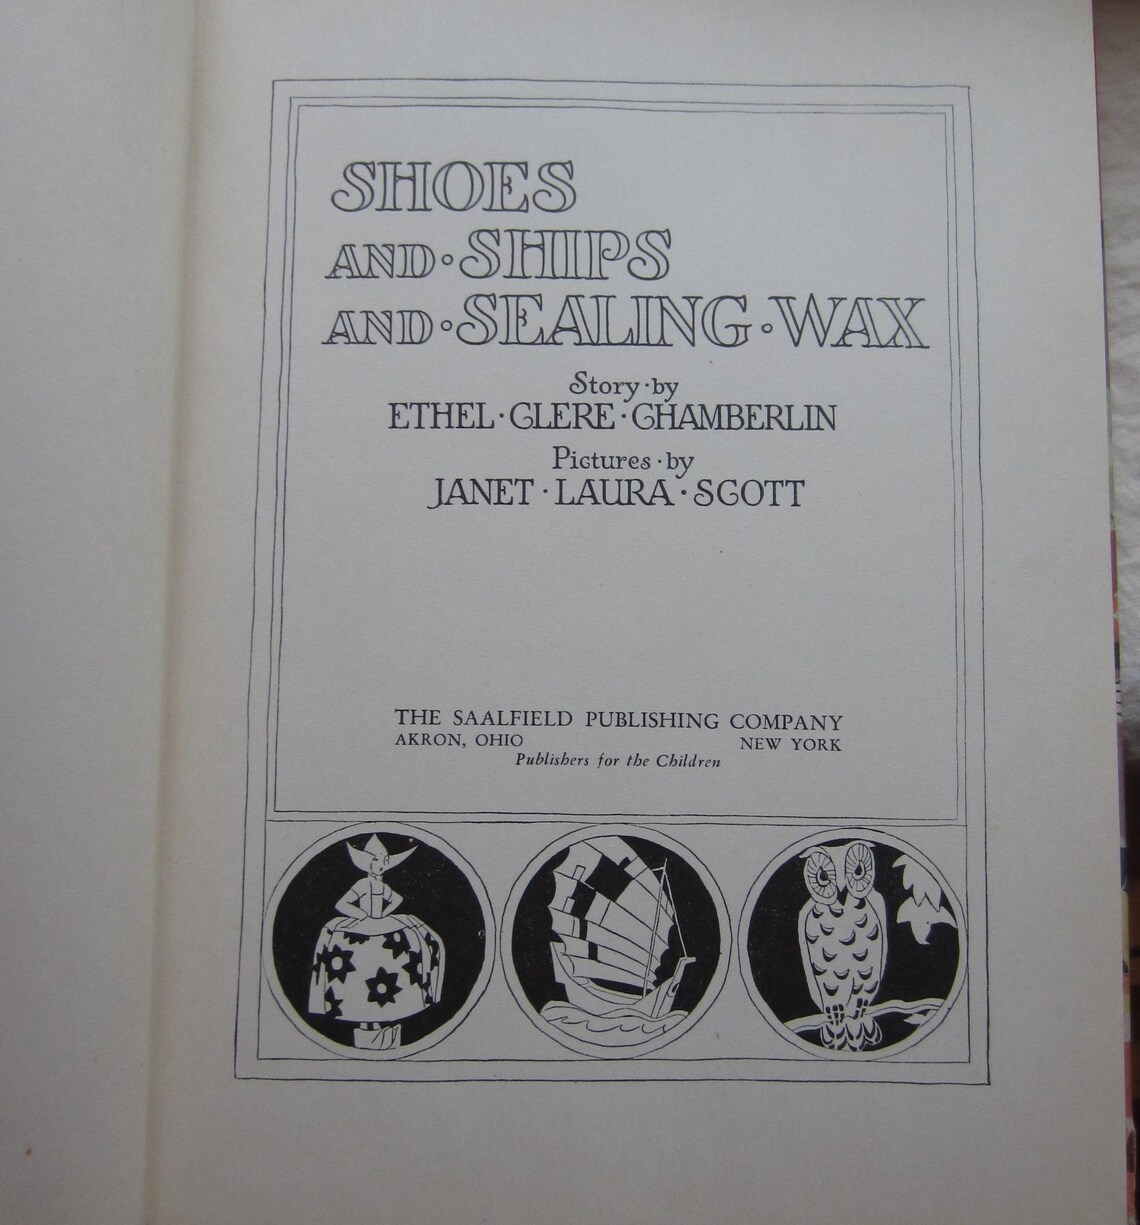 SHOES
AND·SHIPS
AND·SEALING·WAX
Story·by
ETHEL·CLERE·CHAMBERLIN
Pictures·by
JANET·LAURA·SCOTT
THE SAALFIELD PUBLISHING COMPANY
AKRON, OHIO NEW YORK
Publishers for the Children